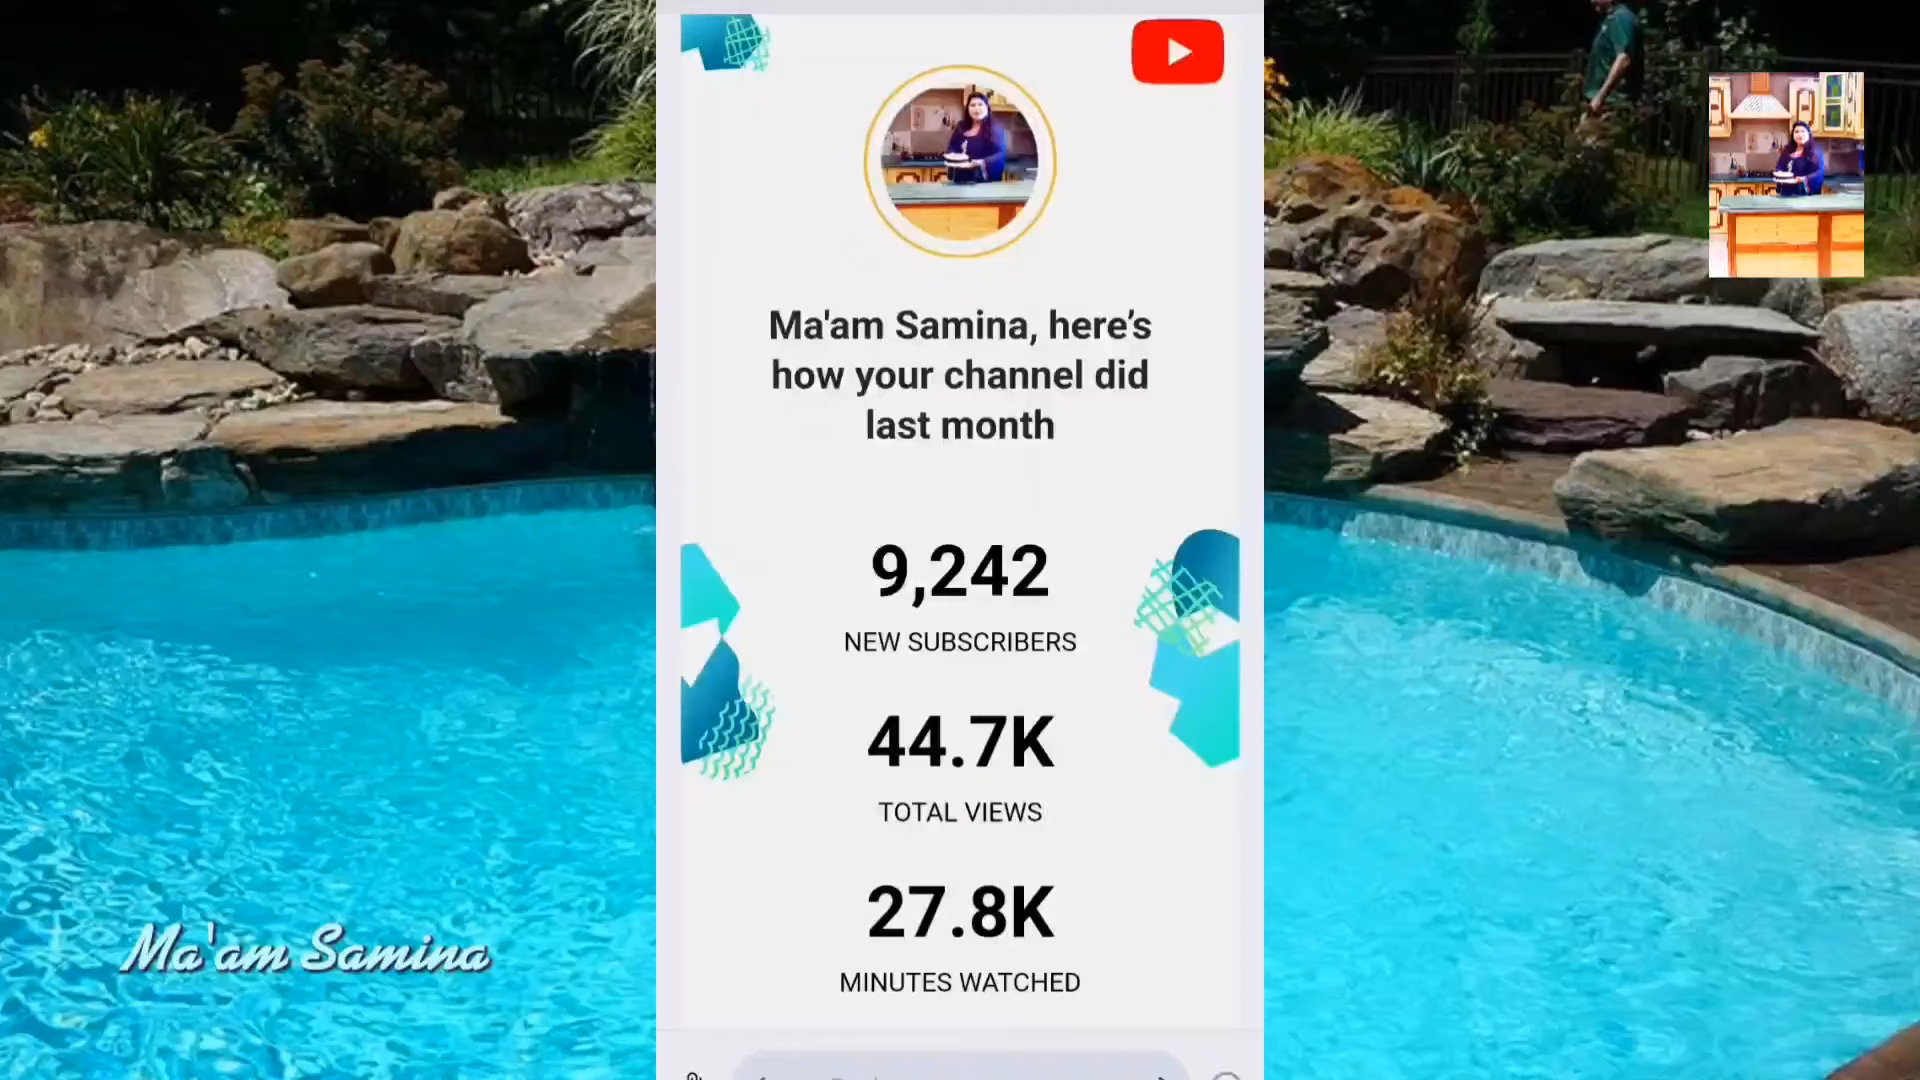 Ma'am Samina, here's
how your channel did
last month
9,242
NEW SUBSCRIBERS
44.7K
TOTAL VIEWS
27.8K
MINUTES WATCHED
Ma'am Samina